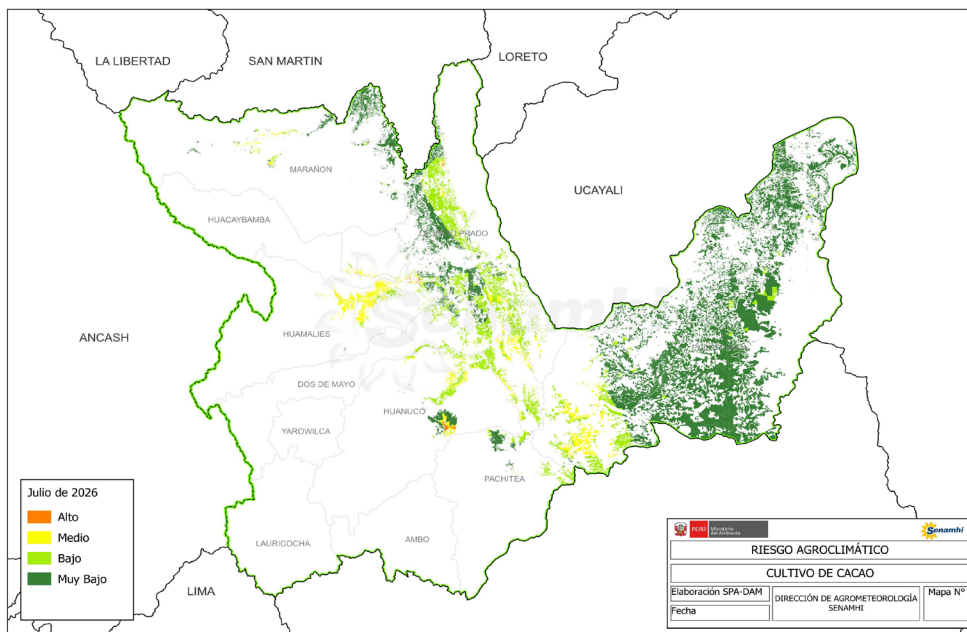 LA LIBERTAD
SAN MARTIN
LORETO
MARAÑON
UCAYALI
HUACAYBAMBA
PRADO
Senamhi
ANCASH
HUAMALIES
DOS DE MAYO
HUANUCO
YAROWILCA
PACHITEA
LAURICOCHA
AMBO
LIMA
Julio de 2026
Alto
Medio
Bajo
Muy Bajo
PERÚ
Ministerio
del Ambiente
Senamhi
RIESGO AGROCLIMÁTICO
CULTIVO DE CACAO
Elaboración SPA-DAM
Fecha
DIRECCIÓN DE AGROMETEOROLOGÍA
SENAMHI
Mapa N°